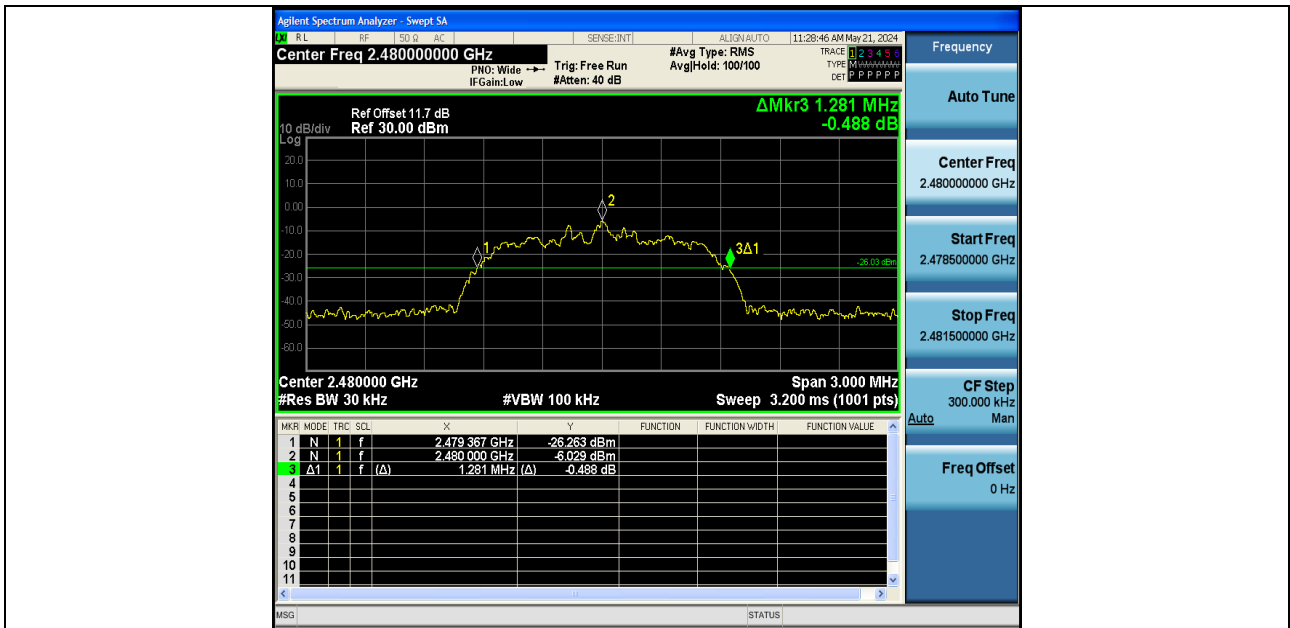 Agilent Spectrum Analyzer - Swept SA
RL RF 50 Ω AC SENSE:INT ALIGN AUTO 11:28:46 AM May 21, 2024
Center Freq 2.480000000 GHz
PNO: Wide
IFGain:Low
Trig: Free Run
#Atten: 40 dB
#Avg Type: RMS
Avg|Hold: 100/100
TRACE 1 2 3 4 5 6
TYPE M
DET P P P P P P
Ref Offset 11.7 dB
10 dB/div Ref 30.00 dBm
Log
ΔMkr3 1.281 MHz
-0.488 dB
20.0
10.0
0.00
-10.0
-20.0
-30.0
-40.0
-50.0
-60.0
1
2
3Δ1
-26.03 dBm
Center 2.480000 GHz Span 3.000 MHz
#Res BW 30 kHz #VBW 100 kHz Sweep 3.200 ms (1001 pts)
MKR MODE TRC SCL X Y FUNCTION FUNCTION WIDTH FUNCTION VALUE
1 N 1 f 2.479 367 GHz -26.263 dBm
2 N 1 f 2.480 000 GHz -6.029 dBm
3 Δ1 1 f (Δ) 1.281 MHz (Δ) -0.488 dB
4
5
6
7
8
9
10
11
MSG STATUS
Frequency
Auto Tune
Center Freq
2.480000000 GHz
Start Freq
2.478500000 GHz
Stop Freq
2.481500000 GHz
CF Step
300.000 kHz
Auto Man
Freq Offset
0 Hz